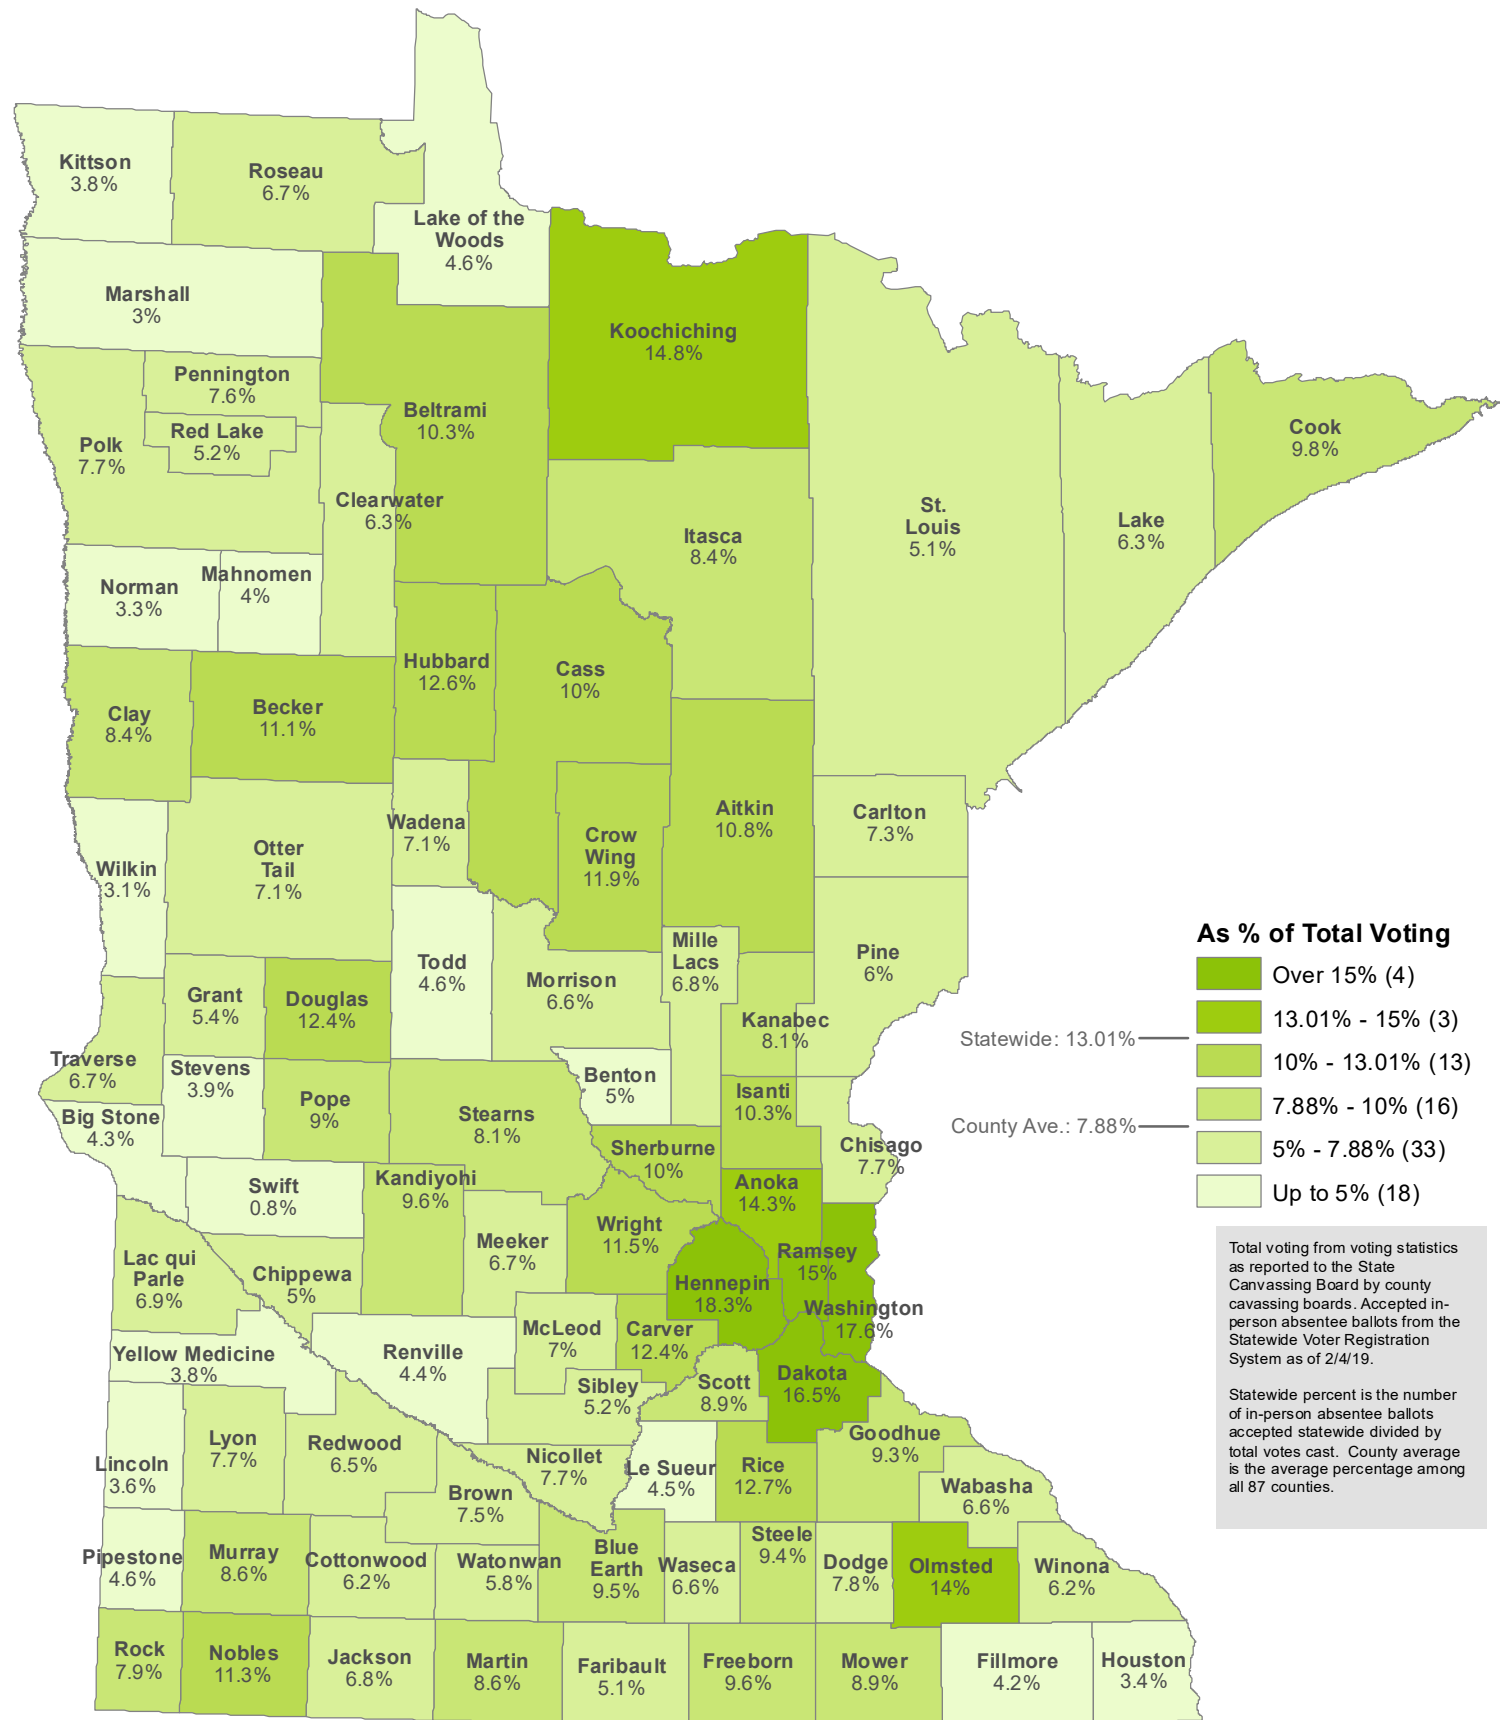 Kittson
3.8%
Roseau
6.7%
Lake of the
Woods
4.6%
Marshall
3%
Koochiching
14.8%
Pennington
7.6%
Red Lake
5.2%
Polk
7.7%
Beltrami
10.3%
Cook
9.8%
Clearwater
6.3%
St.
Louis
5.1%
Lake
6.3%
Itasca
8.4%
Norman
3.3%
Mahnomen
4%
Hubbard
12.6%
Cass
10%
Clay
8.4%
Becker
11.1%
Wadena
7.1%
Crow
Wing
11.9%
Aitkin
10.8%
Carlton
7.3%
Wilkin
3.1%
Otter
Tail
7.1%
Todd
4.6%
Morrison
6.6%
Mille
Lacs
6.8%
Pine
6%
Grant
5.4%
Douglas
12.4%
Kanabec
8.1%
Traverse
6.7%
Stevens
3.9%
Pope
9%
Stearns
8.1%
Benton
5%
Isanti
10.3%
Big Stone
4.3%
Sherburne
10%
Chisago
7.7%
Swift
0.8%
Kandiyohi
9.6%
Anoka
14.3%
Wright
11.5%
Meeker
6.7%
Ramsey
15%
Hennepin
18.3%
Washington
17.6%
Lac qui
Parle
6.9%
Chippewa
5%
McLeod
7%
Carver
12.4%
Renville
4.4%
Yellow Medicine
3.8%
Dakota
16.5%
Scott
8.9%
Sibley
5.2%
Lyon
7.7%
Redwood
6.5%
Goodhue
9.3%
Lincoln
3.6%
Nicollet
7.7%
Le Sueur
4.5%
Rice
12.7%
Wabasha
6.6%
Brown
7.5%
Pipestone
4.6%
Murray
8.6%
Cottonwood
6.2%
Watonwan
5.8%
Blue
Earth
9.5%
Waseca
6.6%
Steele
9.4%
Dodge
7.8%
Olmsted
14%
Winona
6.2%
Rock
7.9%
Nobles
11.3%
Jackson
6.8%
Martin
8.6%
Faribault
5.1%
Freeborn
9.6%
Mower
8.9%
Fillmore
4.2%
Houston
3.4%
As % of Total Voting
Over 15% (4)
13.01% - 15% (3)
Statewide: 13.01%
10% - 13.01% (13)
7.88% - 10% (16)
County Ave.: 7.88%
5% - 7.88% (33)
Up to 5% (18)
Total voting from voting statistics
as reported to the State
Canvassing Board by county
cavassing boards. Accepted in-
person absentee ballots from the
Statewide Voter Registration
System as of 2/4/19.
Statewide percent is the number
of in-person absentee ballots
accepted statewide divided by
total votes cast. County average
is the average percentage among
all 87 counties.